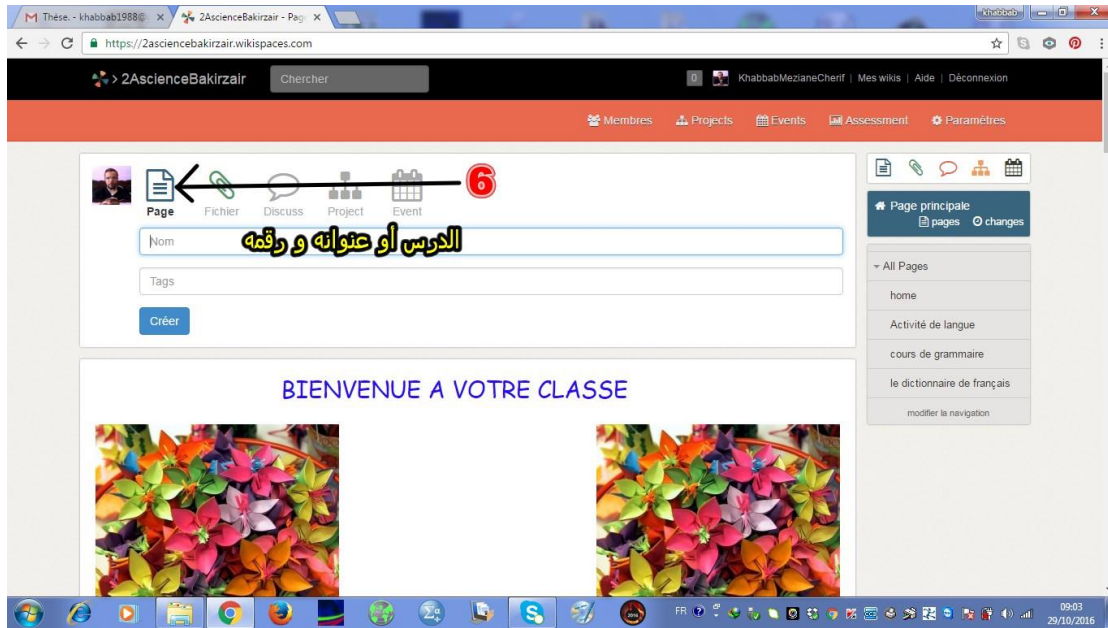 Thèse. - khabbab1988@
2AscienceBakirzair - Pag
khabbab
https://2asciencebakirzair.wikispaces.com
> 2AscienceBakirzair
Chercher
0
KhabbabMezianeCherif | Mes wikis | Aide | Déconnexion
Membres Projects Events Assessment Paramètres
Page Fichier Discuss Project Event
6
Nom
الدرس أو عنوانه و رقمه
Tags
Créer
Page principale
pages changes
All Pages
home
Activité de langue
cours de grammaire
le dictionnaire de français
modifier la navigation
BIENVENUE A VOTRE CLASSE
FR
09:03
29/10/2016